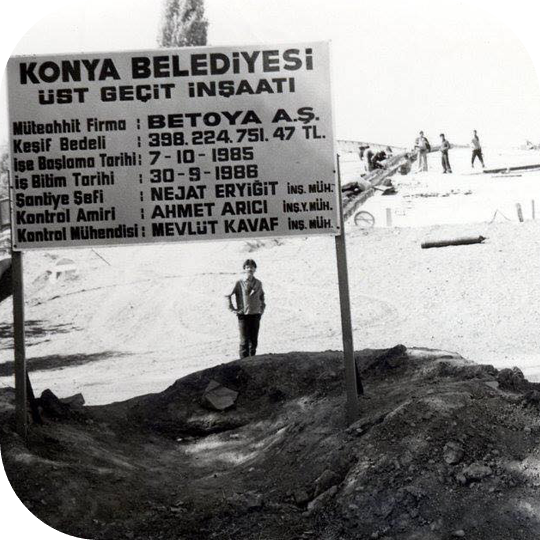 KONYA BELEDİYESİ
ÜST GEÇİT İNŞAATI
Müteahhit Firma : BETOYA A.Ş.
Keşif Bedeli : 398.224.751.47 TL.
işe Başlama Tarihi: 7-10-1985
iş Bitim Tarihi : 30-9-1986
Şantiye Şefi : NEJAT ERYİĞİT İNŞ.MÜH.
Kontrol Amiri : AHMET ARICI İNŞ.Y.MÜH.
Kontrol Mühendisi: MEVLÜT KAVAF İNŞ.MÜH.